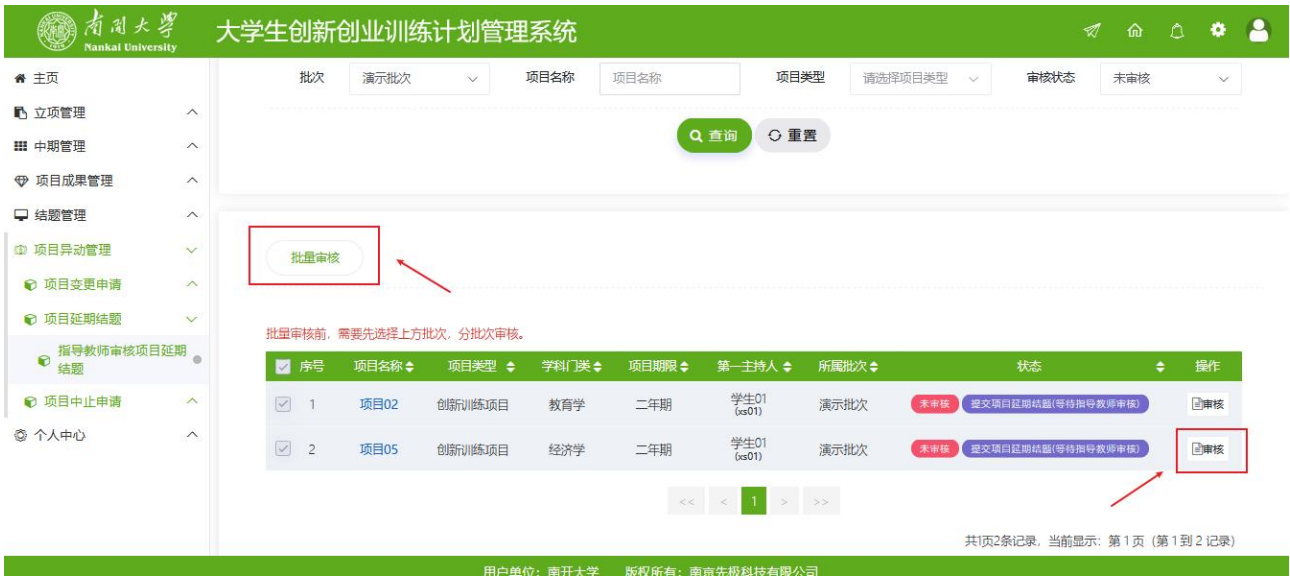 南开大学
Nankai University
大学生创新创业训练计划管理系统
主页
立项管理
中期管理
项目成果管理
结题管理
项目异动管理
项目变更申请
项目延期结题
指导教师审核项目延期
结题
项目中止申请
个人中心
批次 演示批次 项目名称 项目名称 项目类型 请选择项目类型 审核状态 未审核
查询 重置
批量审核
批量审核前，需要先选择上方批次，分批次审核。
序号 项目名称 项目类型 学科门类 项目期限 第一主持人 所属批次 状态 操作
1 项目02 创新训练项目 教育学 二年期 学生01 (xs01) 演示批次 未审核 提交项目延期结题(等待指导教师审核) 审核
2 项目05 创新训练项目 经济学 二年期 学生01 (xs01) 演示批次 未审核 提交项目延期结题(等待指导教师审核) 审核
<< < 1 > >>
共1页2条记录，当前显示：第 1 页（第 1 到 2 记录）
用户单位：南开大学 版权所有：南京先极科技有限公司